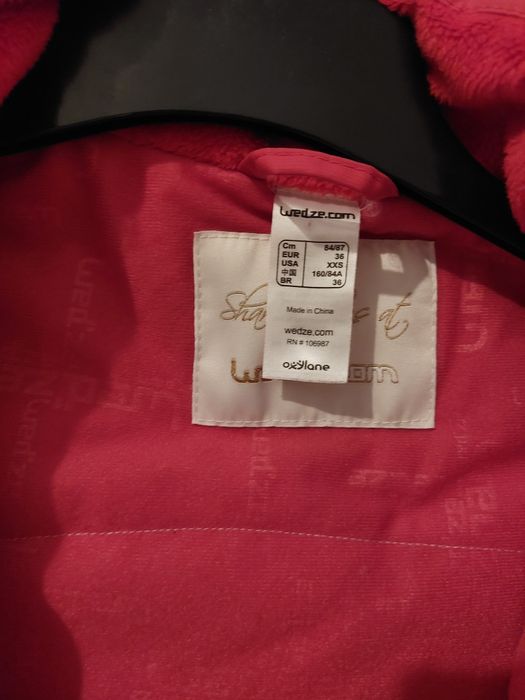 wedze.com
Cm 84/87
EUR 36
USA XXS
中国 160/84A
BR 36
Made in China
wedze.com
RN # 106987
oxylane
at